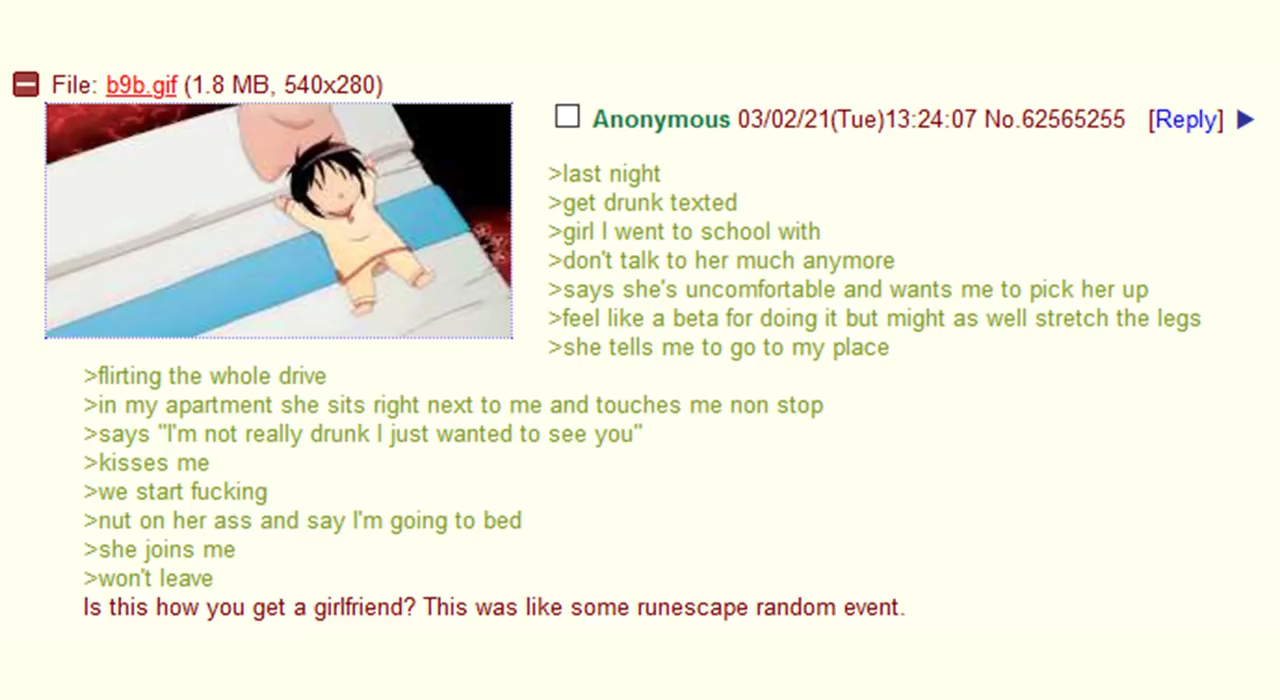 File: b9b.gif (1.8 MB, 540x280)
Anonymous 03/02/21(Tue)13:24:07 No.62565255 [Reply] ▶
>last night
>get drunk texted
>girl I went to school with
>don't talk to her much anymore
>says she's uncomfortable and wants me to pick her up
>feel like a beta for doing it but might as well stretch the legs
>she tells me to go to my place
>flirting the whole drive
>in my apartment she sits right next to me and touches me non stop
>says "I'm not really drunk I just wanted to see you"
>kisses me
>we start fucking
>nut on her ass and say I'm going to bed
>she joins me
>won't leave
Is this how you get a girlfriend? This was like some runescape random event.